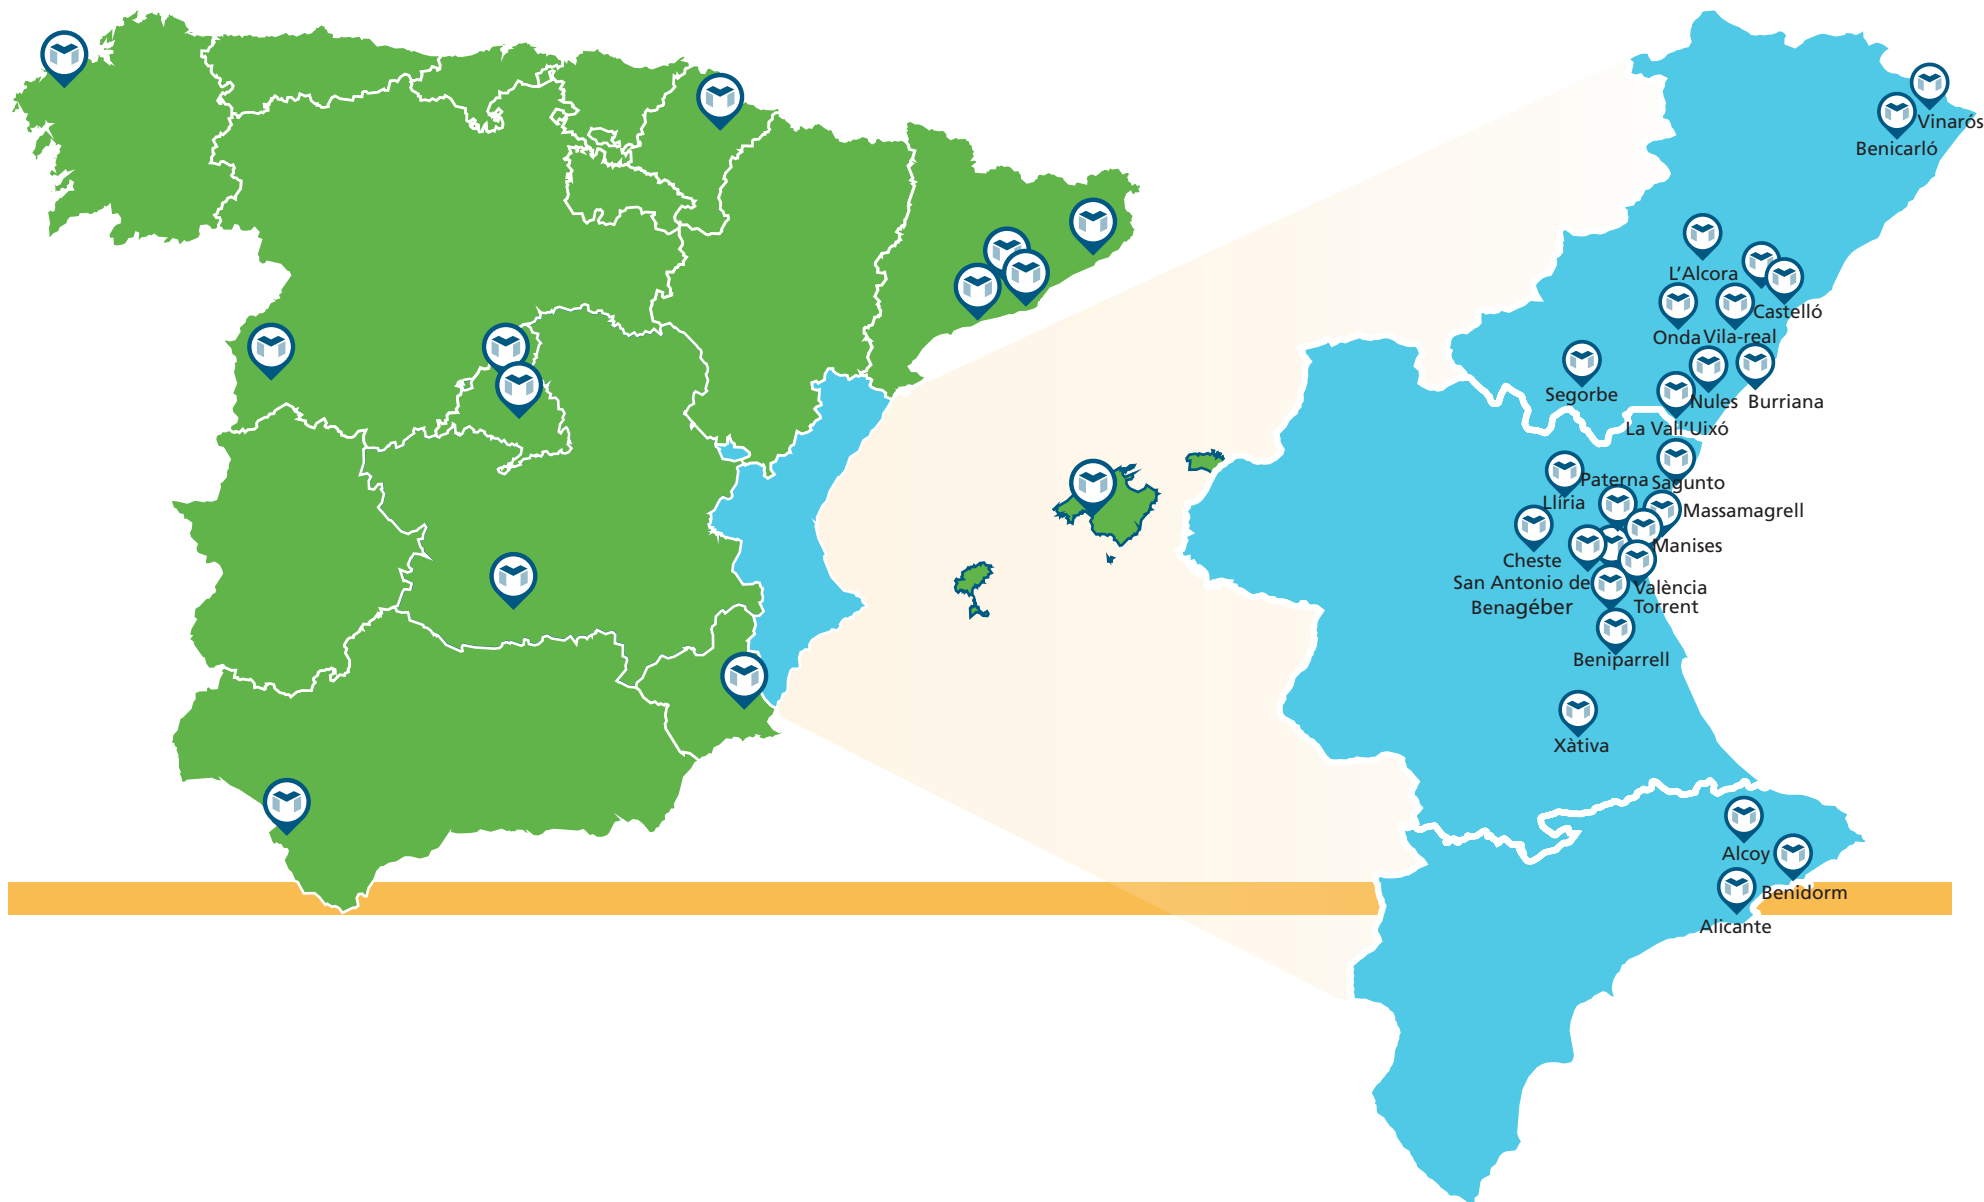 Vinarós
Benicarló
L'Alcora
Castelló
Onda
Vila-real
Segorbe
Nules
Burriana
La Vall'Uixó
Paterna
Sagunto
Llíria
Massamagrell
Manises
Cheste
San Antonio de
Benagéber
València
Torrent
Beniparrell
Xàtiva
Alcoy
Benidorm
Alicante